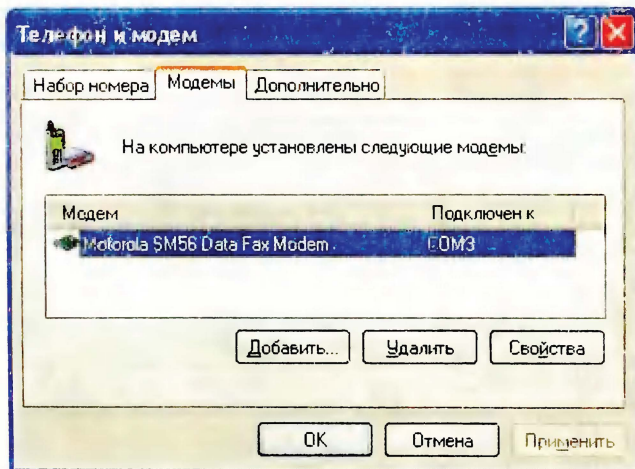 Телефон и модем
Набор номера Модемы Дополнительно
На компьютере установлены следующие модемы:
Модем Подключен к
Motorola SM56 Data Fax Modem COM3
Добавить... Удалить Свойства
OK Отмена Применить